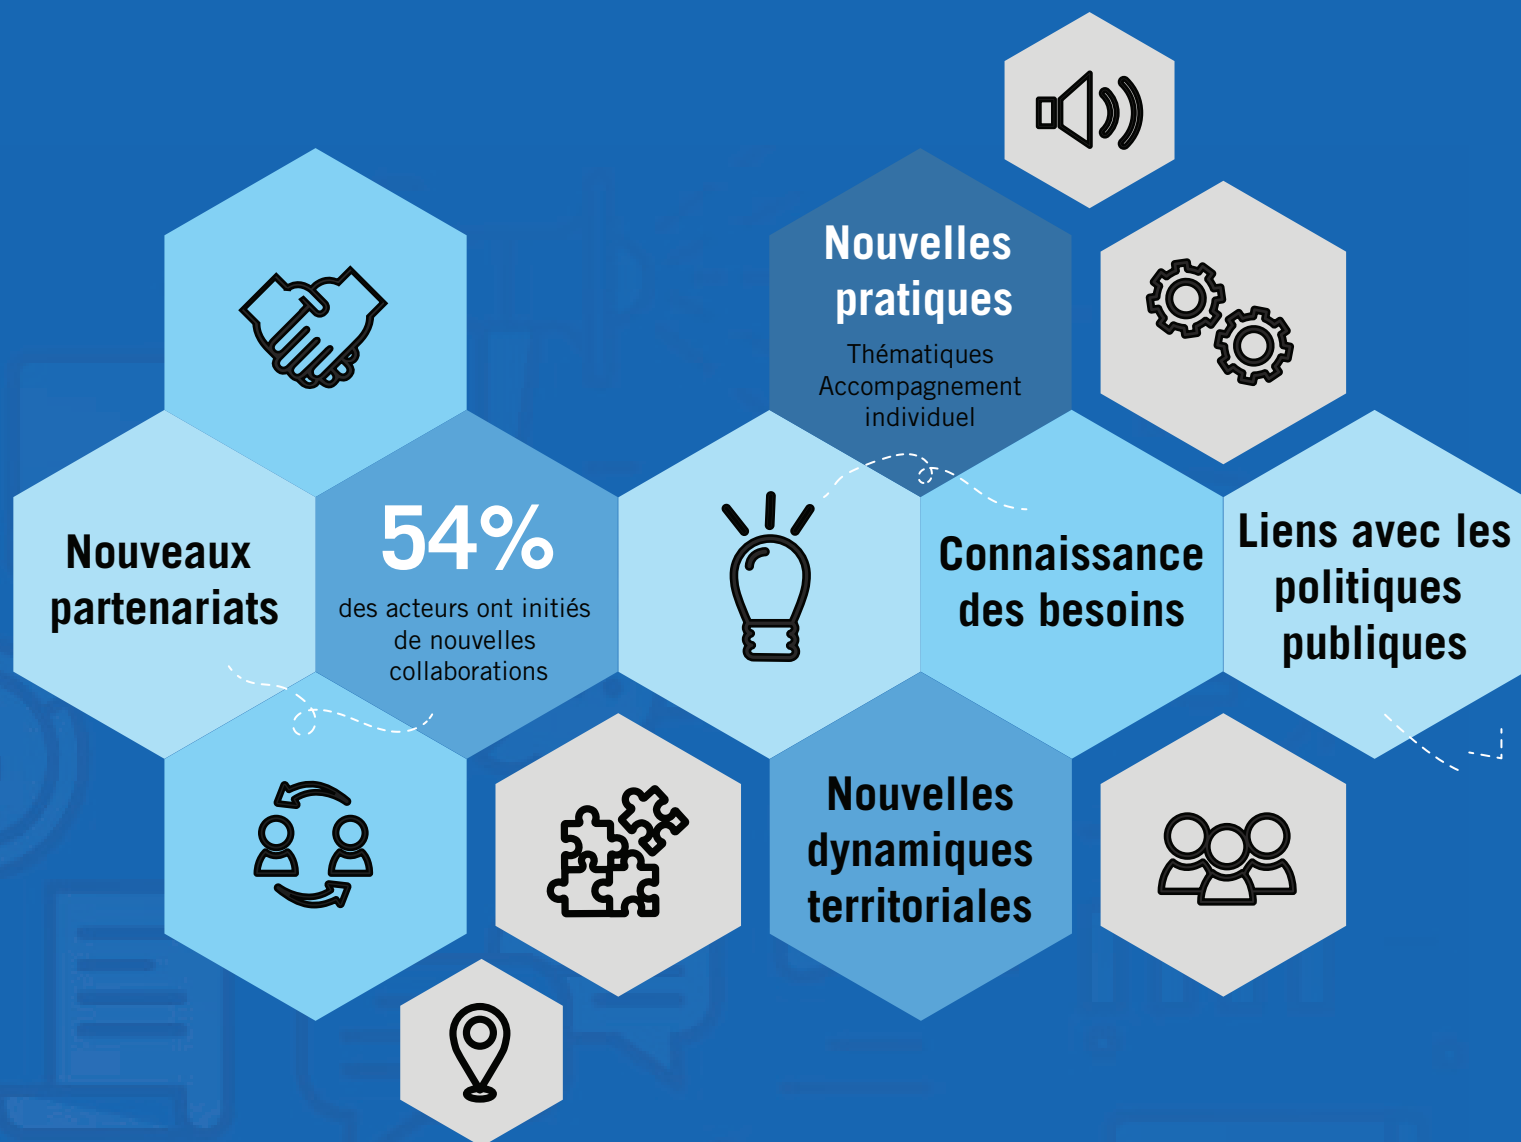 Nouvelles
pratiques
Thématiques
Accompagnement
individuel
Nouveaux
partenariats
54%
des acteurs ont initiés
de nouvelles
collaborations
Connaissance
des besoins
Liens avec les
politiques
publiques
Nouvelles
dynamiques
territoriales